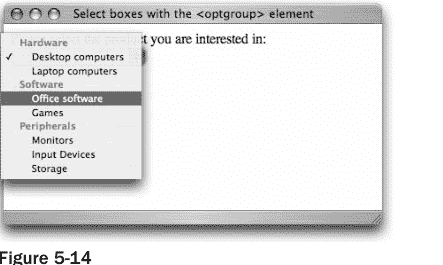 Select boxes with the <optgroup> element
you are interested in:
Hardware
✓ Desktop computers
Laptop computers
Software
Office software
Games
Peripherals
Monitors
Input Devices
Storage
Figure 5-14